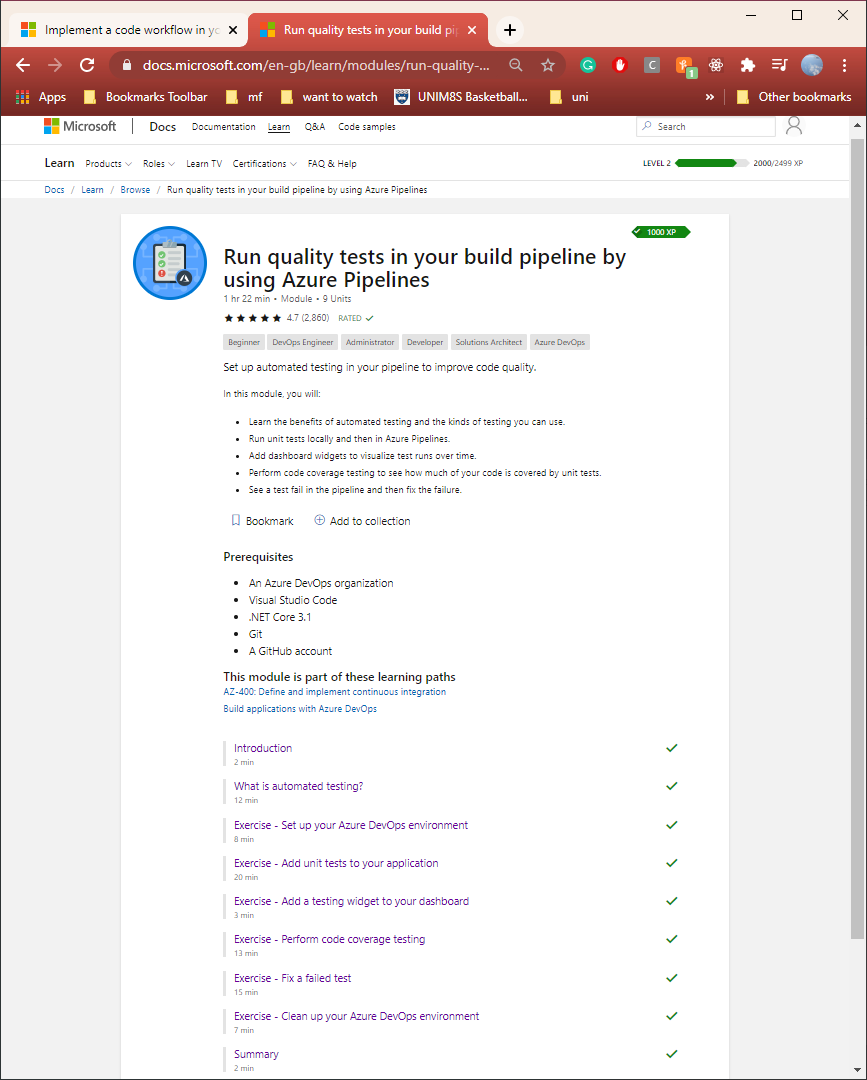 Implement a code workflow in yo
Run quality tests in your build pip
docs.microsoft.com/en-gb/learn/modules/run-quality-...
1
Apps
Bookmarks Toolbar
mf
want to watch
UNIM8S Basketball...
uni
»
Other bookmarks
Microsoft
Docs
Documentation
Learn
Q&A
Code samples
Search
Learn
Products
Roles
Learn TV
Certifications
FAQ & Help
LEVEL 2
2000/2499 XP
Docs / Learn / Browse / Run quality tests in your build pipeline by using Azure Pipelines
1000 XP
Run quality tests in your build pipeline by
using Azure Pipelines
1 hr 22 min • Module • 9 Units
4.7 (2,860) RATED
Beginner
DevOps Engineer
Administrator
Developer
Solutions Architect
Azure DevOps
Set up automated testing in your pipeline to improve code quality.
In this module, you will:
• Learn the benefits of automated testing and the kinds of testing you can use.
• Run unit tests locally and then in Azure Pipelines.
• Add dashboard widgets to visualize test runs over time.
• Perform code coverage testing to see how much of your code is covered by unit tests.
• See a test fail in the pipeline and then fix the failure.
Bookmark
Add to collection
Prerequisites
• An Azure DevOps organization
• Visual Studio Code
• .NET Core 3.1
• Git
• A GitHub account
This module is part of these learning paths
AZ-400: Define and implement continuous integration
Build applications with Azure DevOps
Introduction
2 min
What is automated testing?
12 min
Exercise - Set up your Azure DevOps environment
8 min
Exercise - Add unit tests to your application
20 min
Exercise - Add a testing widget to your dashboard
3 min
Exercise - Perform code coverage testing
13 min
Exercise - Fix a failed test
15 min
Exercise - Clean up your Azure DevOps environment
7 min
Summary
2 min